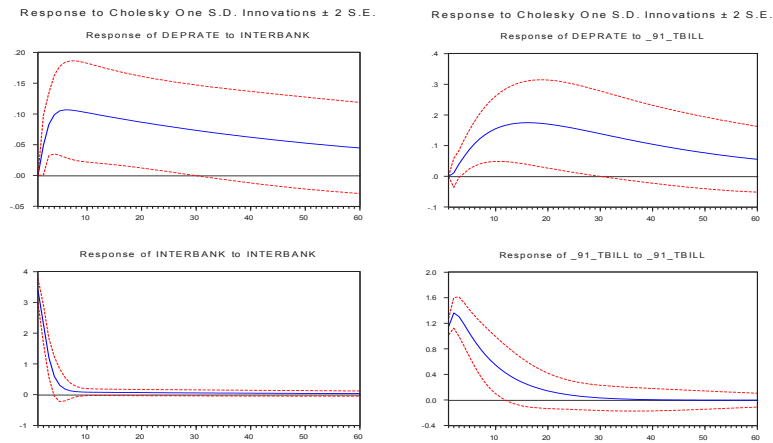 Response to Cholesky One S.D. Innovations ± 2 S.E.
Response of DEPRATE to INTERBANK
.20
.15
.10
.05
.00
-.05
10 20 30 40 50 60
Response of INTERBANK to INTERBANK
4
3
2
1
0
-1
10 20 30 40 50 60
Response to Cholesky One S.D. Innovations ± 2 S.E.
Response of DEPRATE to _91_TBILL
.4
.3
.2
.1
.0
-.1
10 20 30 40 50 60
Response of _91_TBILL to _91_TBILL
2.0
1.6
1.2
0.8
0.4
0.0
-0.4
10 20 30 40 50 60